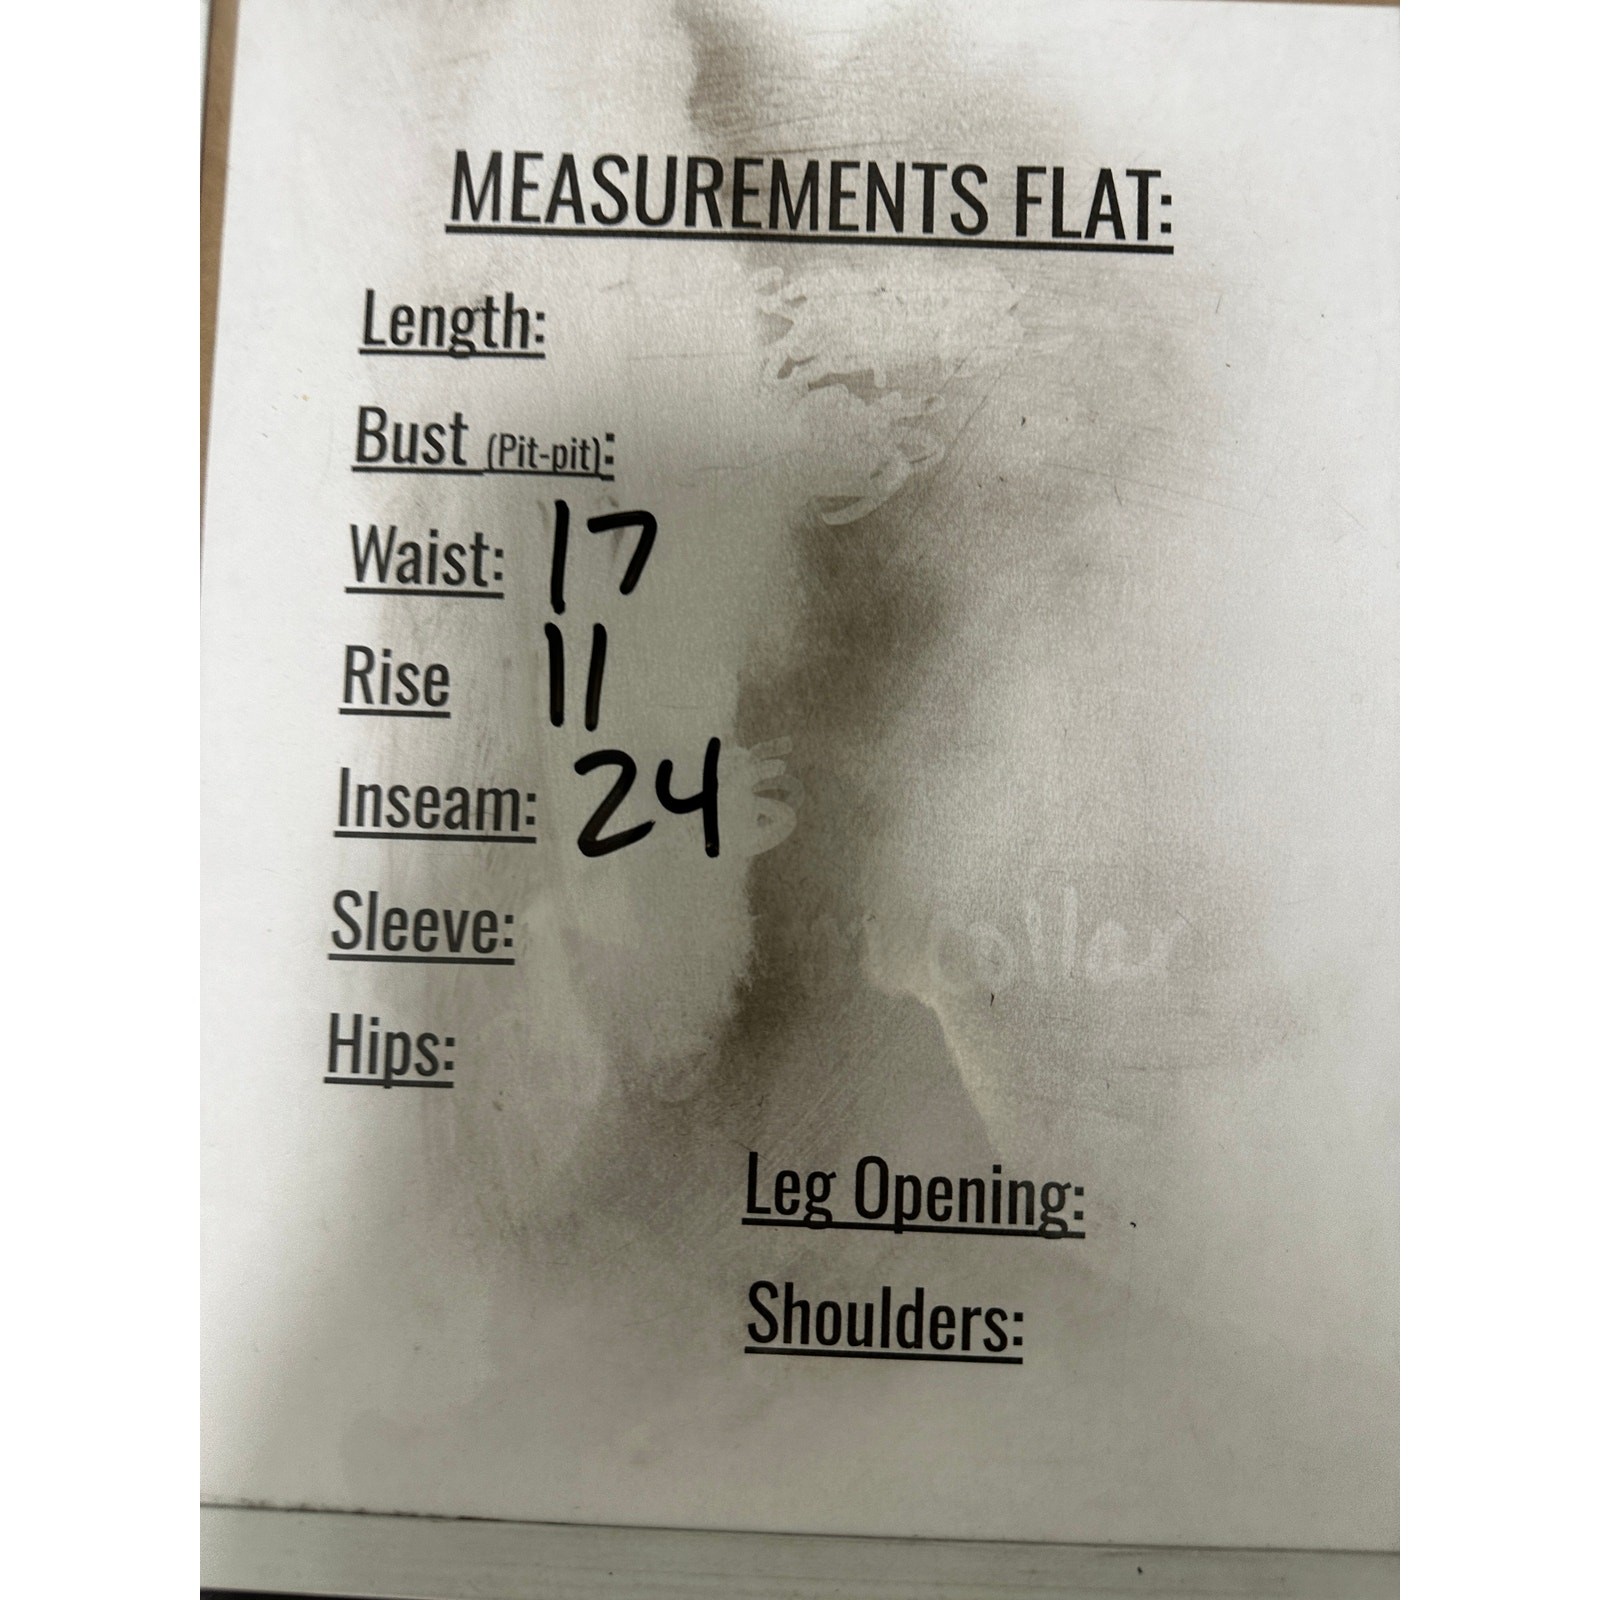 MEASUREMENTS FLAT:
Length:
Bust (Pit-pit):
Waist: 17
Rise 11
Inseam: 24
Sleeve:
Hips:
Leg Opening:
Shoulders: